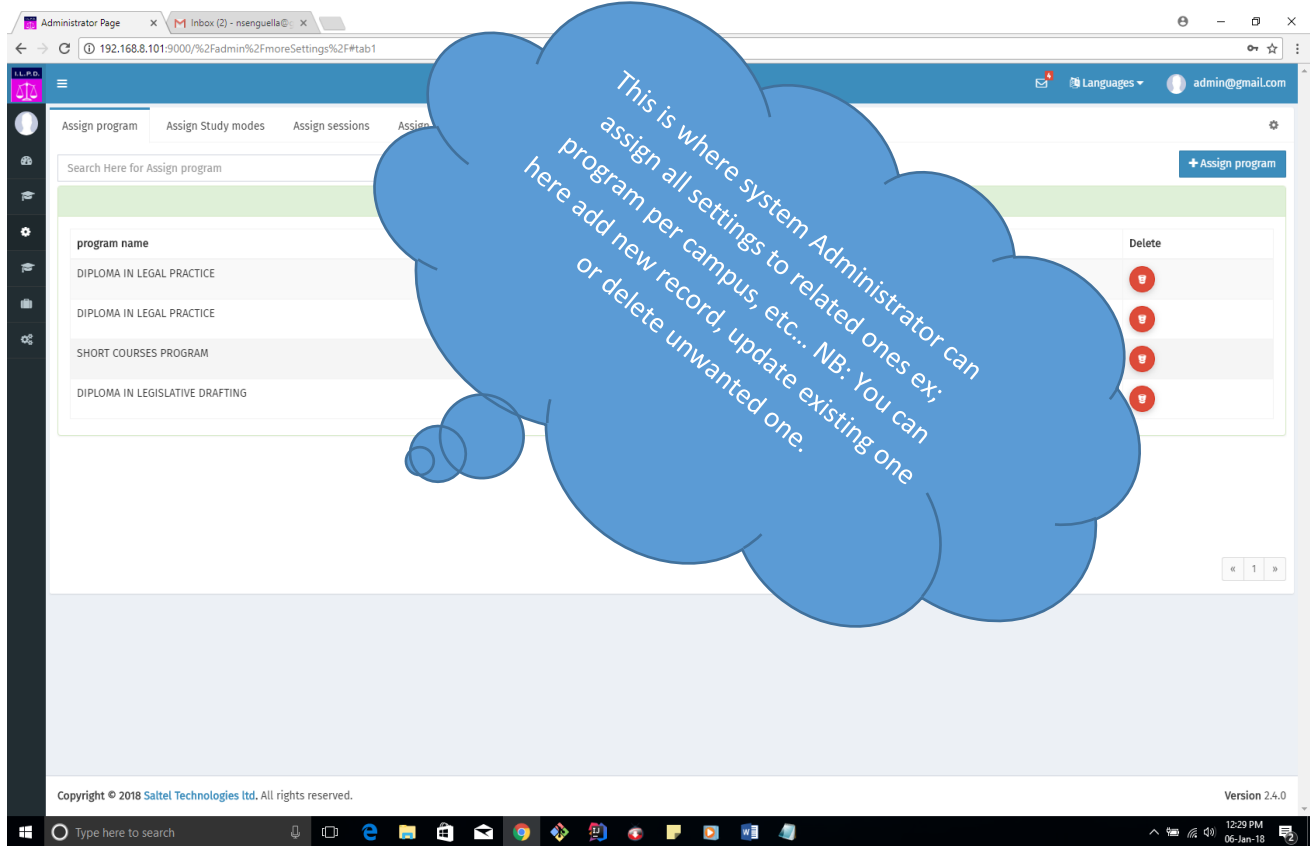 Administrator Page
Inbox (2) - nsenguella@g
192.168.8.101:9000/%2Fadmin%2FmoreSettings%2F#tab1
I.L.P.D.
4
Languages
admin@gmail.com
Assign program Assign Study modes Assign sessions Assign
Search Here for Assign program
+ Assign program
program name Delete
DIPLOMA IN LEGAL PRACTICE
DIPLOMA IN LEGAL PRACTICE
SHORT COURSES PROGRAM
DIPLOMA IN LEGISLATIVE DRAFTING
This is where system Administrator can
assign all settings to related ones ex;
program per campus, etc... NB: You can
here add new record, update existing one
or delete unwanted one.
« 1 »
Copyright © 2018 Saltel Technologies ltd. All rights reserved.
Version 2.4.0
Type here to search
12:29 PM
06-Jan-18
2